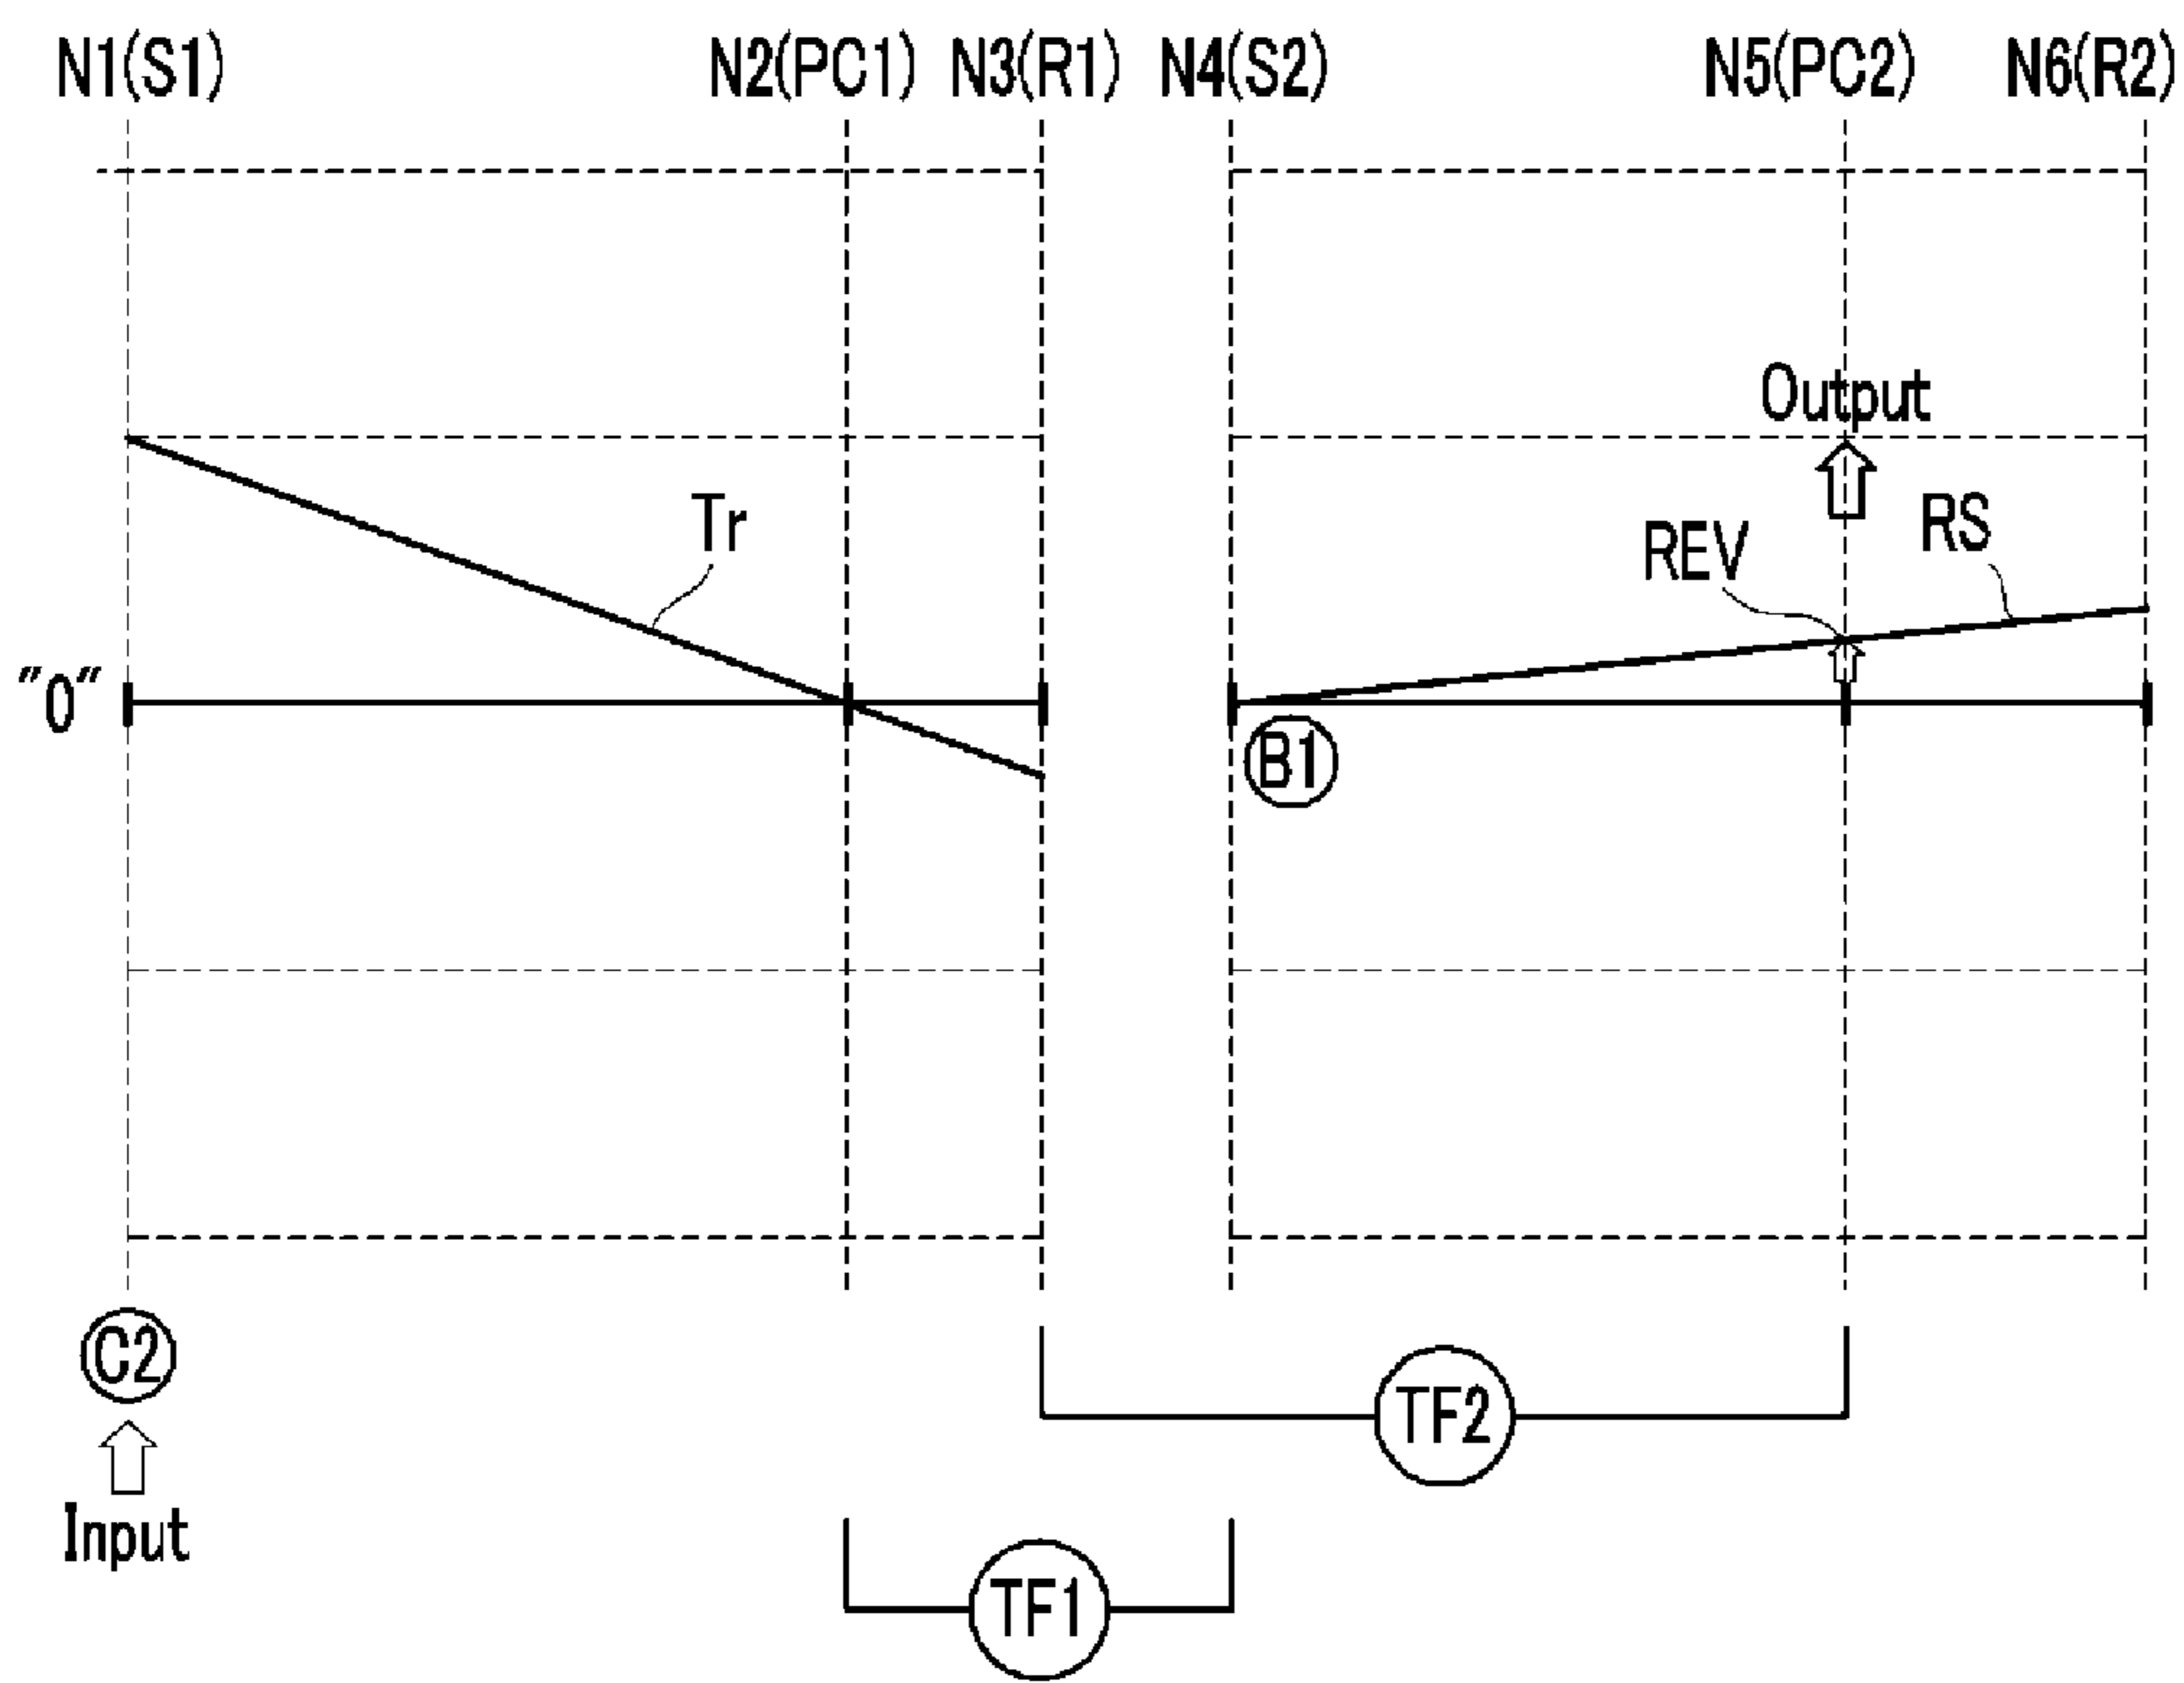 N1(S1) N2(PC1) N3(R1) N4(S2) N5(PC2) N6(R2)
Output
Tr
REV
RS
"0"
B1
C2
TF2
Input
TF1